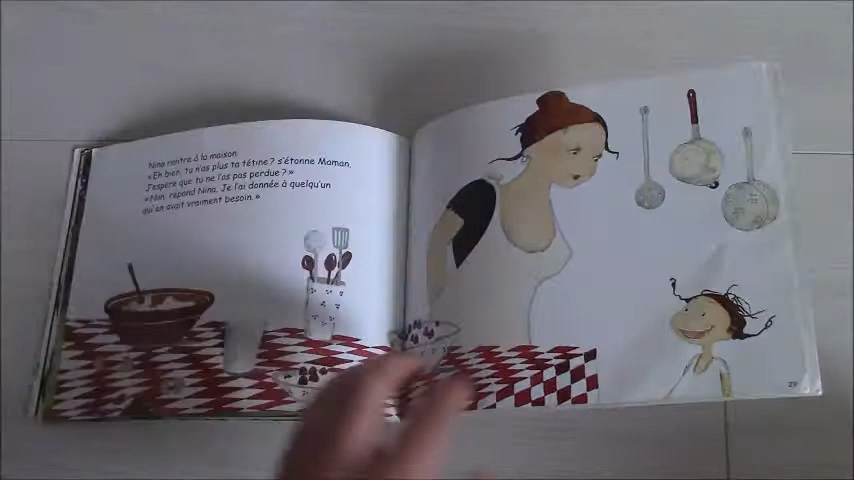 Nina rentre à la maison.
« Eh bien, tu n'as plus ta tétine ? s'étonne Maman.
J'espère que tu ne l'as pas perdue ? »
« Non, répond Nina. Je l'ai donnée à quelqu'un
qui en avait vraiment besoin. »
29